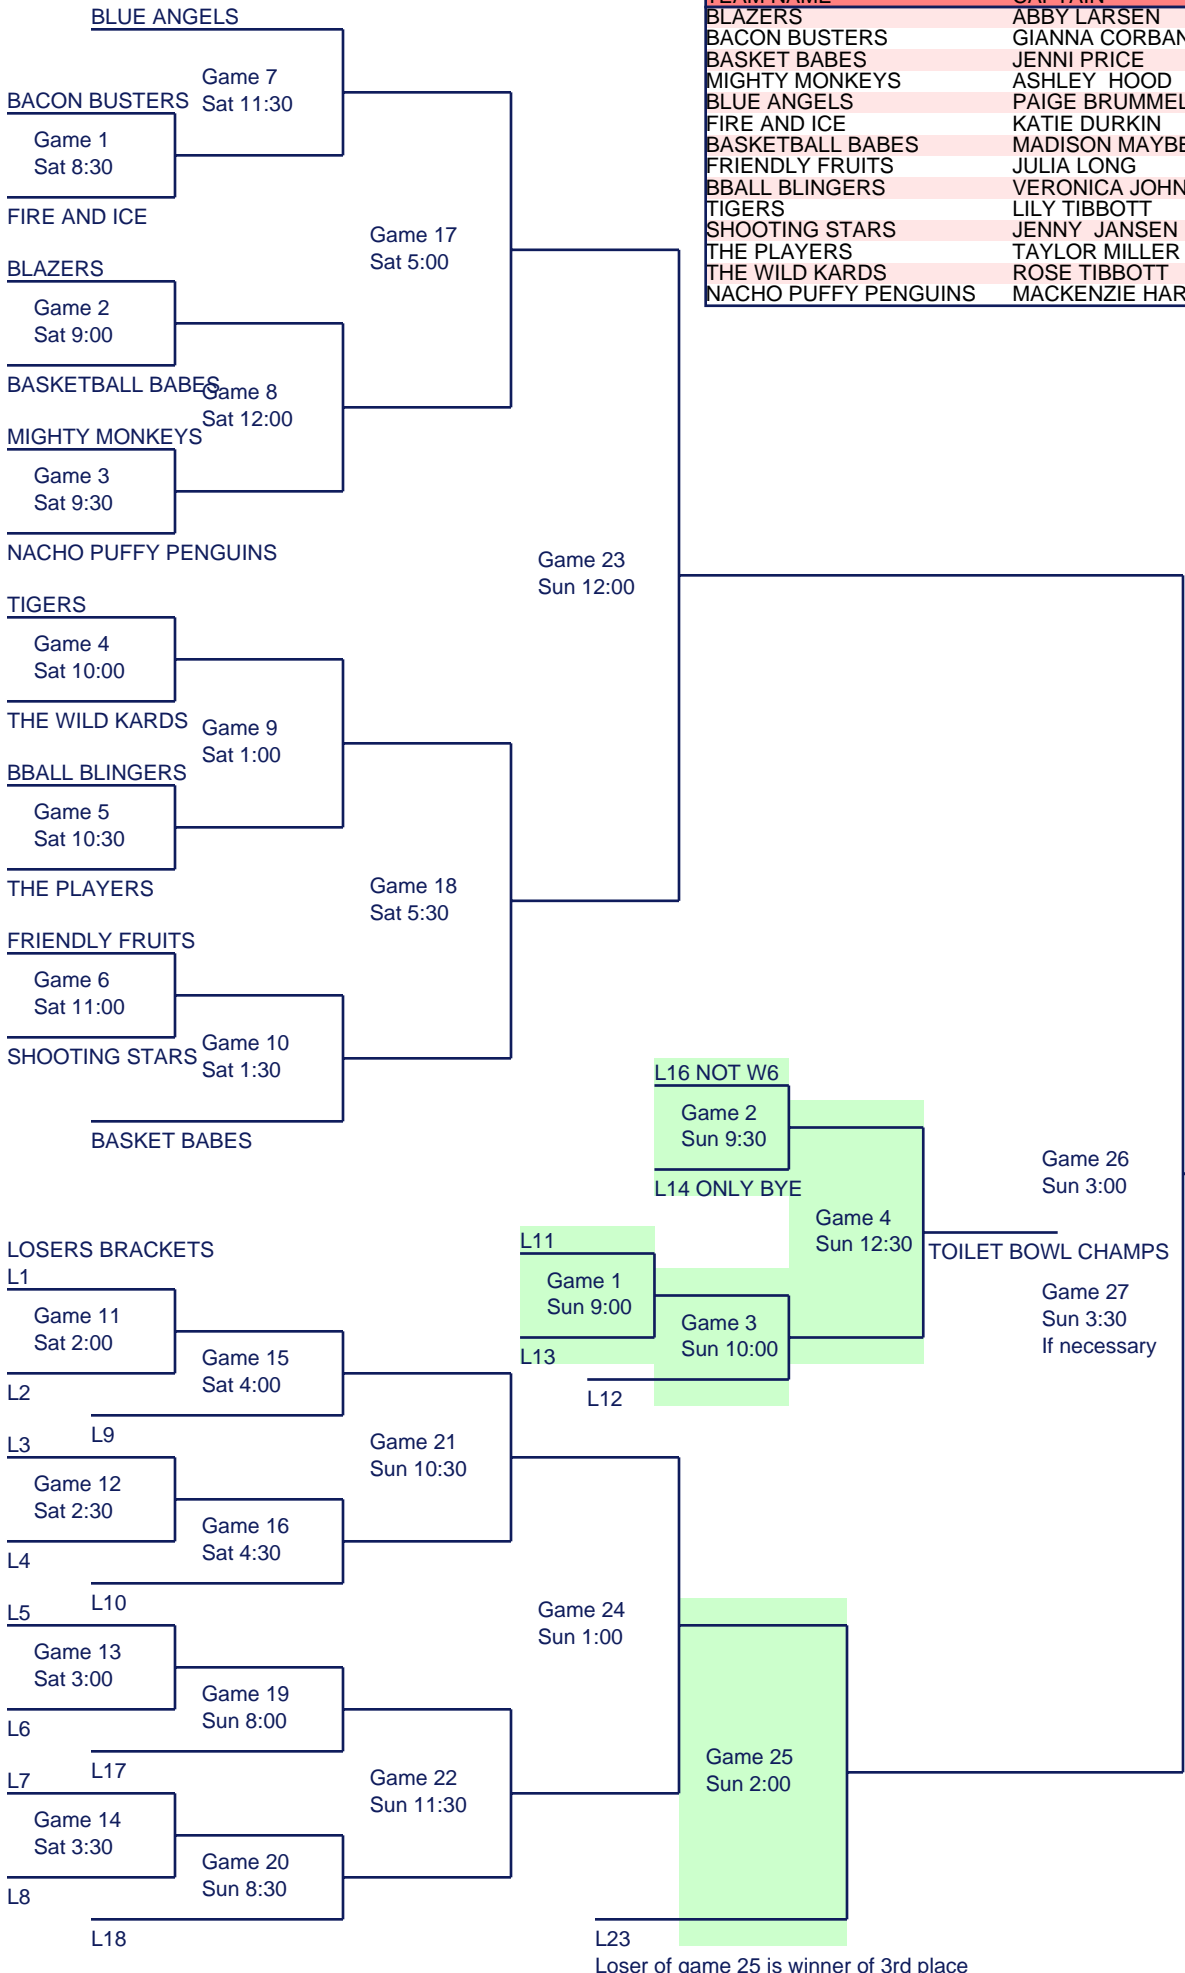 TEAM NAME CAPTAIN
BLAZERS ABBY LARSEN
BACON BUSTERS GIANNA CORBAN
BASKET BABES JENNI PRICE
MIGHTY MONKEYS ASHLEY HOOD
BLUE ANGELS PAIGE BRUMMEL
FIRE AND ICE KATIE DURKIN
BASKETBALL BABES MADISON MAYBE
FRIENDLY FRUITS JULIA LONG
BBALL BLINGERS VERONICA JOHN
TIGERS LILY TIBBOTT
SHOOTING STARS JENNY JANSEN
THE PLAYERS TAYLOR MILLER
THE WILD KARDS ROSE TIBBOTT
NACHO PUFFY PENGUINS MACKENZIE HAR
BLUE ANGELS
Game 7
Sat 11:30
BACON BUSTERS
Game 1
Sat 8:30
FIRE AND ICE
Game 17
Sat 5:00
BLAZERS
Game 2
Sat 9:00
BASKETBALL BABES
Game 8
Sat 12:00
MIGHTY MONKEYS
Game 3
Sat 9:30
NACHO PUFFY PENGUINS
Game 23
Sun 12:00
TIGERS
Game 4
Sat 10:00
THE WILD KARDS
Game 9
Sat 1:00
BBALL BLINGERS
Game 5
Sat 10:30
THE PLAYERS
Game 18
Sat 5:30
FRIENDLY FRUITS
Game 6
Sat 11:00
SHOOTING STARS
Game 10
Sat 1:30
BASKET BABES
L16 NOT W6
Game 2
Sun 9:30
L14 ONLY BYE
Game 4
Sun 12:30
TOILET BOWL CHAMPS
Game 26
Sun 3:00
Game 27
Sun 3:30
If necessary
L11
Game 1
Sun 9:00
L13
Game 3
Sun 10:00
L12
LOSERS BRACKETS
L1
Game 11
Sat 2:00
L2
Game 15
Sat 4:00
L9
L3
Game 12
Sat 2:30
L4
Game 16
Sat 4:30
L10
Game 21
Sun 10:30
L5
Game 13
Sat 3:00
L6
Game 19
Sun 8:00
L17
L7
Game 14
Sat 3:30
L8
Game 20
Sun 8:30
L18
Game 22
Sun 11:30
Game 24
Sun 1:00
Game 25
Sun 2:00
L23
Loser of game 25 is winner of 3rd place